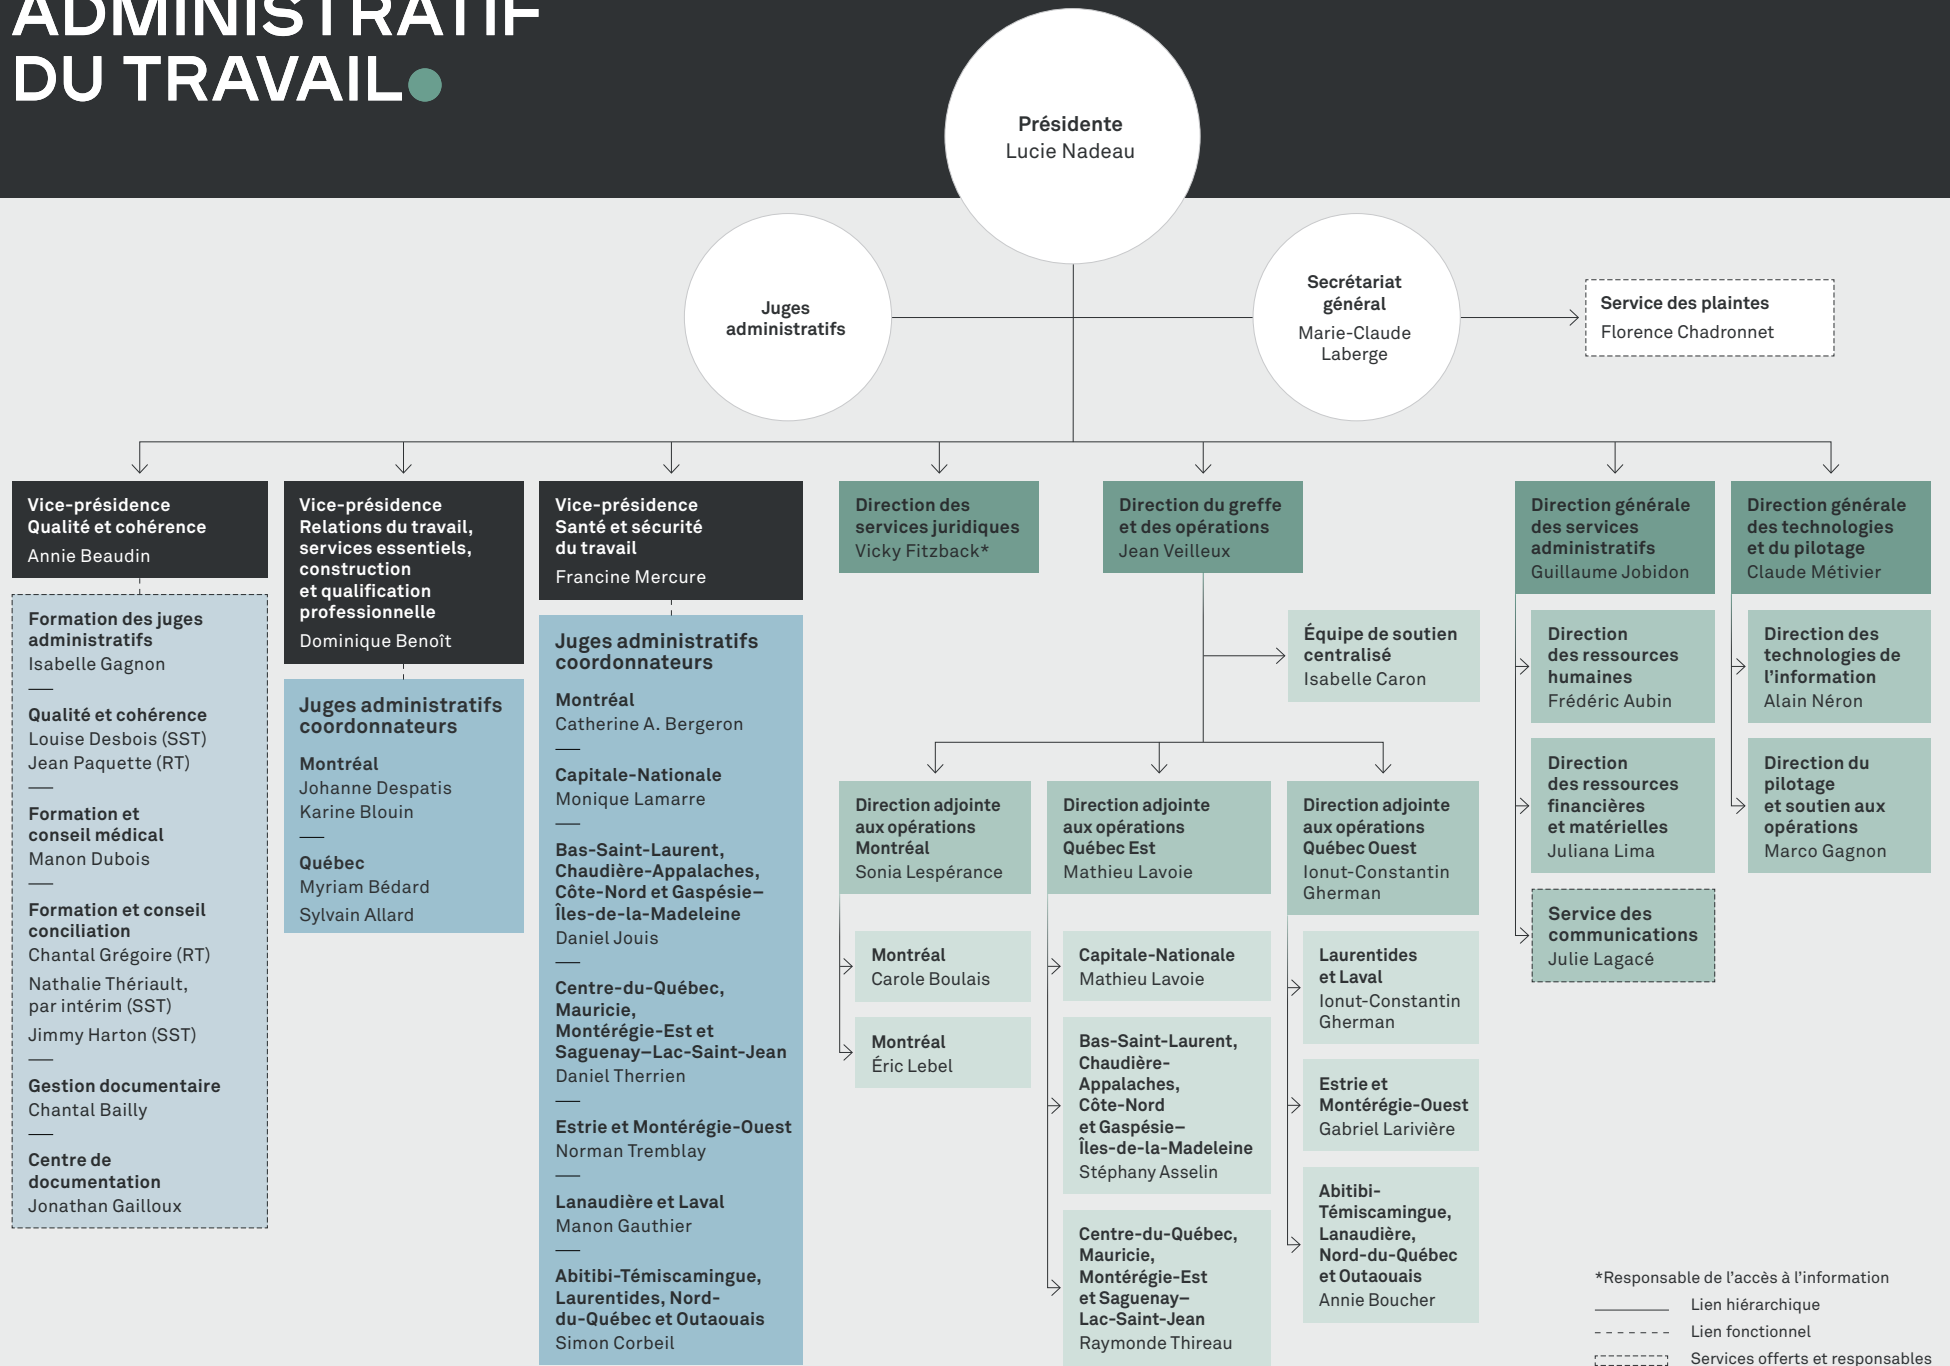 ADMINISTRATIF
DU TRAVAIL
Présidente
Lucie Nadeau
Juges
administratifs
Secrétariat
général
Marie-Claude
Laberge
Service des plaintes
Florence Chadronnet
Vice-présidence
Qualité et cohérence
Annie Beaudin
Formation des juges
administratifs
Isabelle Gagnon
Qualité et cohérence
Louise Desbois (SST)
Jean Paquette (RT)
Formation et
conseil médical
Manon Dubois
Formation et conseil
conciliation
Chantal Grégoire (RT)
Nathalie Thériault,
par intérim (SST)
Jimmy Harton (SST)
Gestion documentaire
Chantal Bailly
Centre de
documentation
Jonathan Gailloux
Vice-présidence
Relations du travail,
services essentiels,
construction
et qualification
professionnelle
Dominique Benoît
Juges administratifs
coordonnateurs
Montréal
Johanne Despatis
Karine Blouin
Québec
Myriam Bédard
Sylvain Allard
Vice-présidence
Santé et sécurité
du travail
Francine Mercure
Juges administratifs
coordonnateurs
Montréal
Catherine A. Bergeron
Capitale-Nationale
Monique Lamarre
Bas-Saint-Laurent,
Chaudière-Appalaches,
Côte-Nord et Gaspésie–
Îles-de-la-Madeleine
Daniel Jouis
Centre-du-Québec,
Mauricie,
Montérégie-Est et
Saguenay–Lac-Saint-Jean
Daniel Therrien
Estrie et Montérégie-Ouest
Norman Tremblay
Lanaudière et Laval
Manon Gauthier
Abitibi-Témiscamingue,
Laurentides, Nord-
du-Québec et Outaouais
Simon Corbeil
Direction des
services juridiques
Vicky Fitzback*
Direction du greffe
et des opérations
Jean Veilleux
Équipe de soutien
centralisé
Isabelle Caron
Direction adjointe
aux opérations
Montréal
Sonia Lespérance
Montréal
Carole Boulais
Montréal
Éric Lebel
Direction adjointe
aux opérations
Québec Est
Mathieu Lavoie
Capitale-Nationale
Mathieu Lavoie
Bas-Saint-Laurent,
Chaudière-
Appalaches,
Côte-Nord
et Gaspésie–
Îles-de-la-Madeleine
Stéphany Asselin
Centre-du-Québec,
Mauricie,
Montérégie-Est
et Saguenay–
Lac-Saint-Jean
Raymonde Thireau
Direction adjointe
aux opérations
Québec Ouest
Ionut-Constantin
Gherman
Laurentides
et Laval
Ionut-Constantin
Gherman
Estrie et
Montérégie-Ouest
Gabriel Larivière
Abitibi-
Témiscamingue,
Lanaudière,
Nord-du-Québec
et Outaouais
Annie Boucher
Direction générale
des services
administratifs
Guillaume Jobidon
Direction
des ressources
humaines
Frédéric Aubin
Direction
des ressources
financières
et matérielles
Juliana Lima
Service des
communications
Julie Lagacé
Direction générale
des technologies
et du pilotage
Claude Métivier
Direction des
technologies de
l’information
Alain Néron
Direction du
pilotage
et soutien aux
opérations
Marco Gagnon
*Responsable de l’accès à l’information
Lien hiérarchique
Lien fonctionnel
Services offerts et responsables